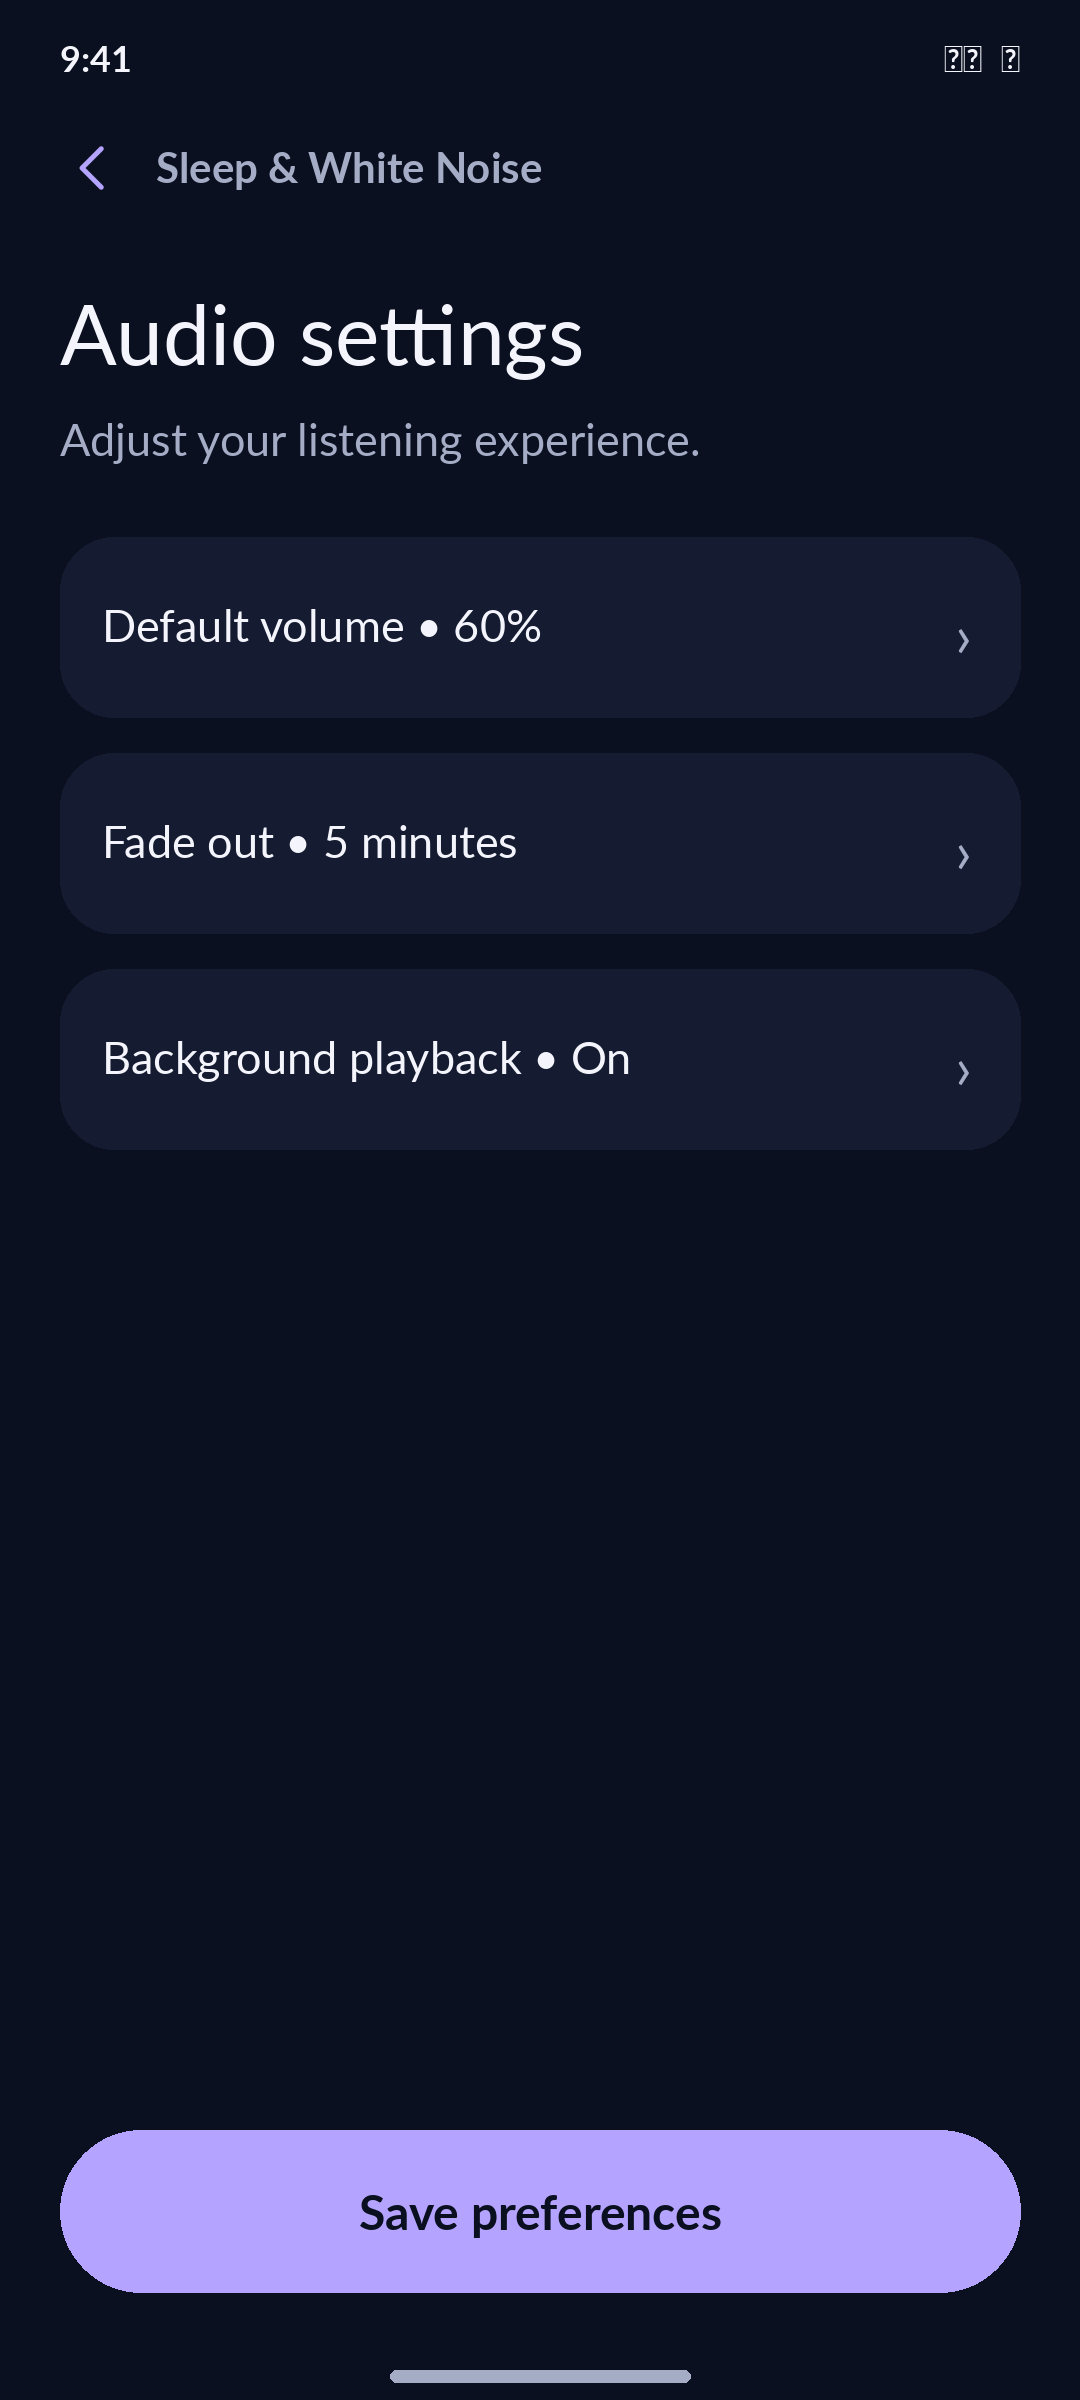 9:41
Sleep & White Noise
Audio settings
Adjust your listening experience.
Default volume • 60%
›
Fade out • 5 minutes
›
Background playback • On
›
Save preferences